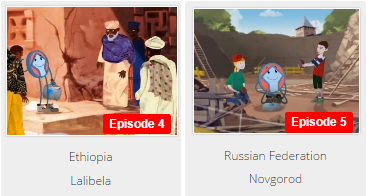 Episode 4
Ethiopia
Lalibela
Episode 5
Russian Federation
Novgorod